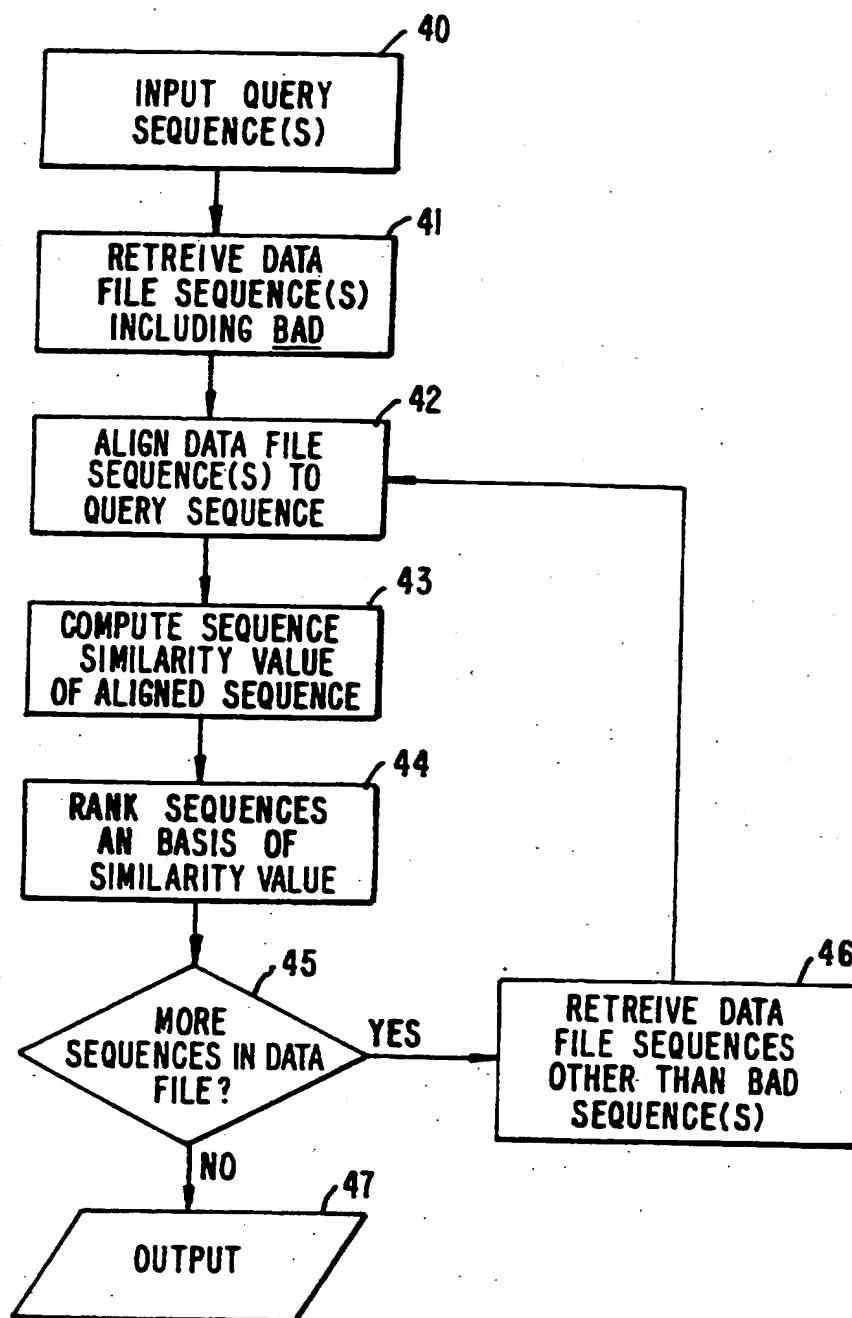 40
INPUT QUERY
SEQUENCE(S)
41
RETREIVE DATA
FILE SEQUENCE(S)
INCLUDING BAD
42
ALIGN DATA FILE
SEQUENCE(S) TO
QUERY SEQUENCE
43
COMPUTE SEQUENCE
SIMILARITY VALUE
OF ALIGNED SEQUENCE
44
RANK SEQUENCES
AN BASIS OF
SIMILARITY VALUE
45
MORE
SEQUENCES IN DATA
FILE?
YES
46
RETREIVE DATA
FILE SEQUENCES
OTHER THAN BAD
SEQUENCE(S)
NO
47
OUTPUT